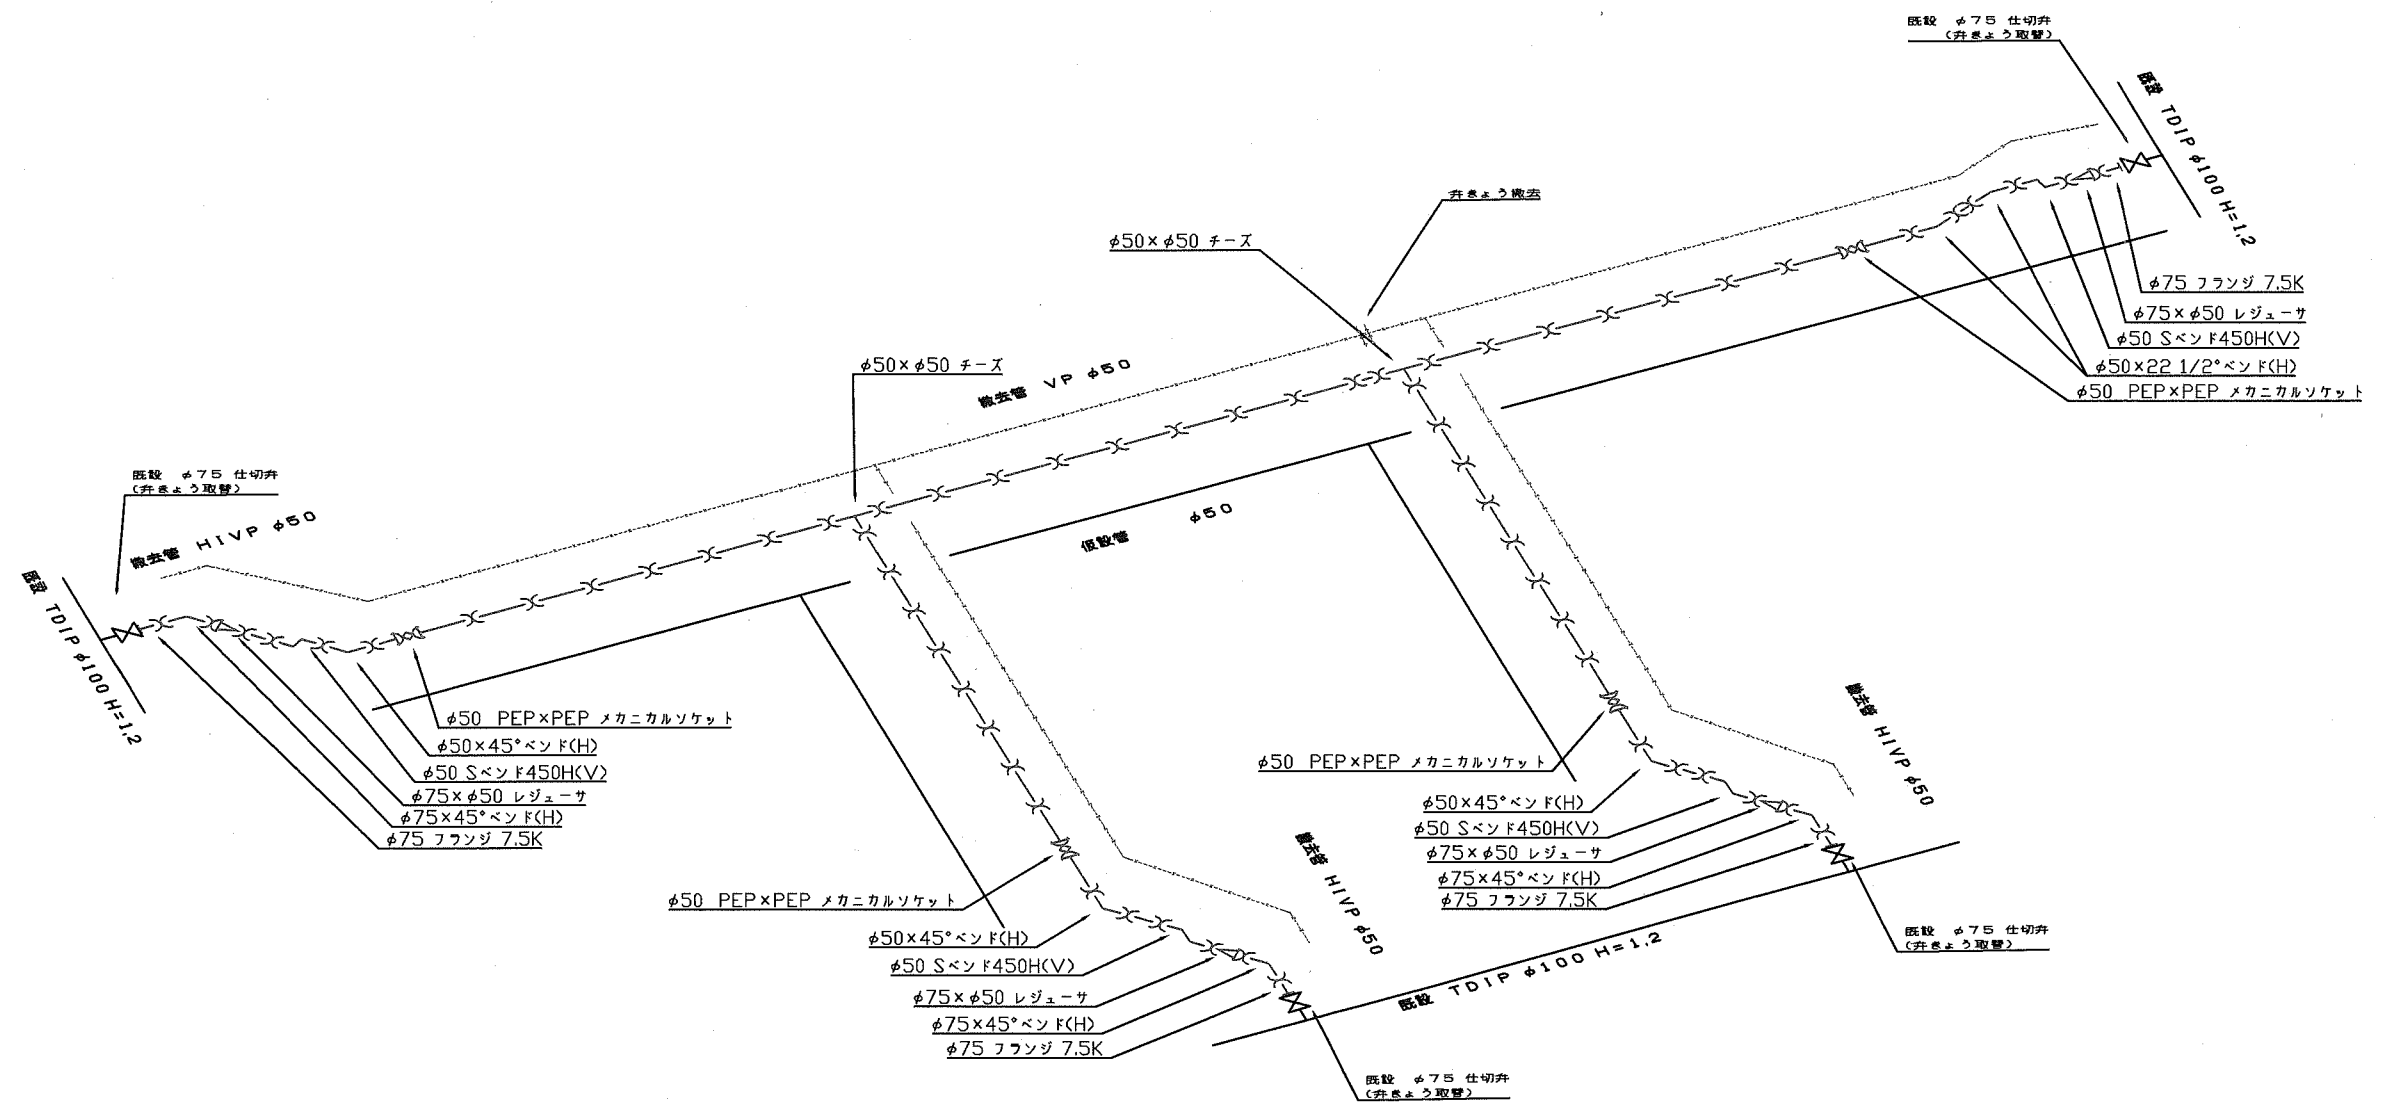 既設 φ75 仕切弁
(弁きょう取替)
既設 TDIP φ100 H=1,2
弁きょう撤去
φ50×φ50 チーズ
φ75 フランジ 7,5K
φ75×φ50 レジューサ
φ50 Sベンド450H(V)
φ50×22 1/2°ベンド(H)
φ50 PEP×PEP メカニカルソケット
φ50×φ50 チーズ
撤去管 VP φ50
既設 φ75 仕切弁
(弁きょう取替)
撤去管 HIVP φ50
仮設管 φ50
既設 TDIP φ100 H=1,2
φ50 PEP×PEP メカニカルソケット
φ50×45°ベンド(H)
φ50 Sベンド450H(V)
φ75×φ50 レジューサ
φ75×45°ベンド(H)
φ75 フランジ 7,5K
撤去管 HIVP φ50
φ50 PEP×PEP メカニカルソケット
φ50×45°ベンド(H)
φ50 Sベンド450H(V)
φ75×φ50 レジューサ
φ75×45°ベンド(H)
φ75 フランジ 7,5K
撤去管 HIVP φ50
φ50 PEP×PEP メカニカルソケット
φ50×45°ベンド(H)
φ50 Sベンド450H(V)
φ75×φ50 レジューサ
φ75×45°ベンド(H)
φ75 フランジ 7,5K
既設 φ75 仕切弁
(弁きょう取替)
既設 TDIP φ100 H=1,2
既設 φ75 仕切弁
(弁きょう取替)